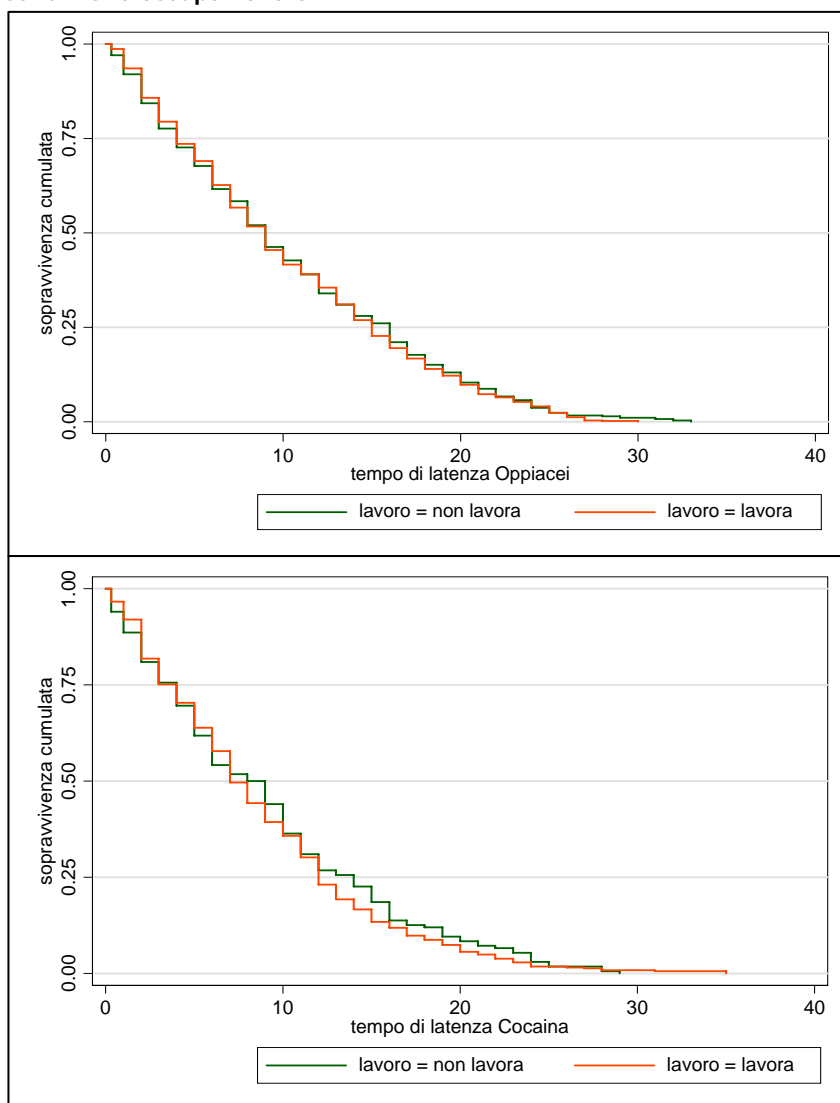 1.00
0.75
0.50
0.25
0.00
sopravvivenza cumulata
0 10 20 30 40
tempo di latenza Oppiacei
lavoro = non lavora lavoro = lavora
1.00
0.75
0.50
0.25
0.00
sopravvivenza cumulata
0 10 20 30 40
tempo di latenza Cocaina
lavoro = non lavora lavoro = lavora